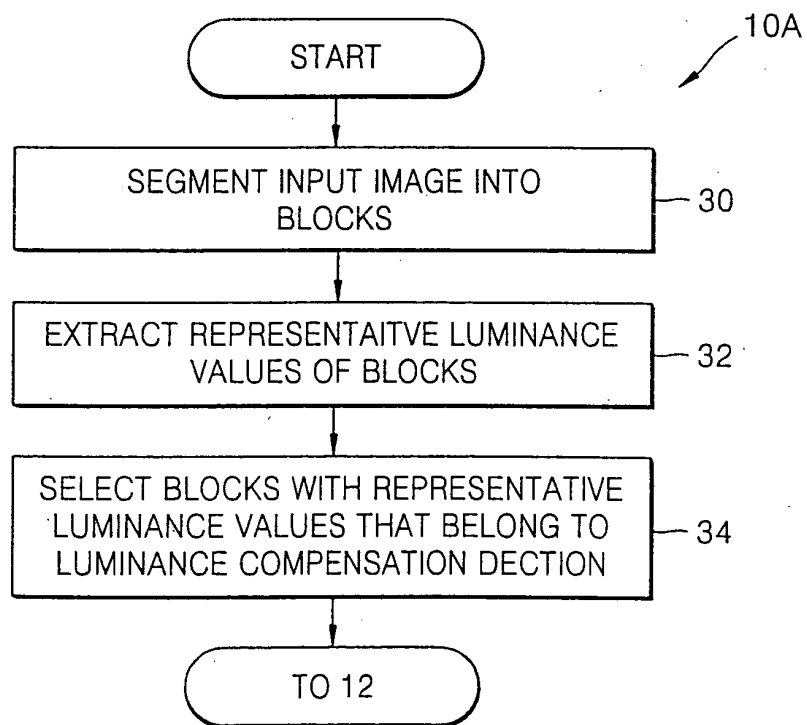 10A
START
SEGMENT INPUT IMAGE INTO
BLOCKS
30
EXTRACT REPRESENTAITVE LUMINANCE
VALUES OF BLOCKS
32
SELECT BLOCKS WITH REPRESENTATIVE
LUMINANCE VALUES THAT BELONG TO
LUMINANCE COMPENSATION DECTION
34
TO 12